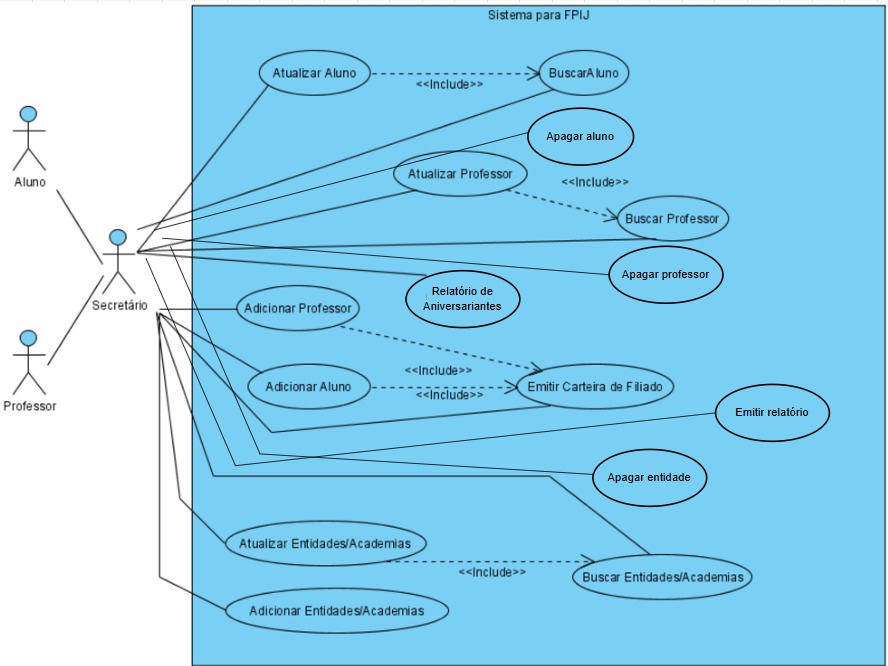 Sistema para FPIJ
Atualizar Aluno
<<Include>>
BuscarAluno
Apagar aluno
Aluno
Atualizar Professor
<<Include>>
Buscar Professor
Apagar professor
Secretário
Relatório de
Aniversariantes
Adicionar Professor
<<Include>>
Adicionar Aluno
<<Include>>
Emitir Carteira de Filiado
Professor
Emitir relatório
Apagar entidade
Atualizar Entidades/Academias
<<Include>>
Buscar Entidades/Academias
Adicionar Entidades/Academias